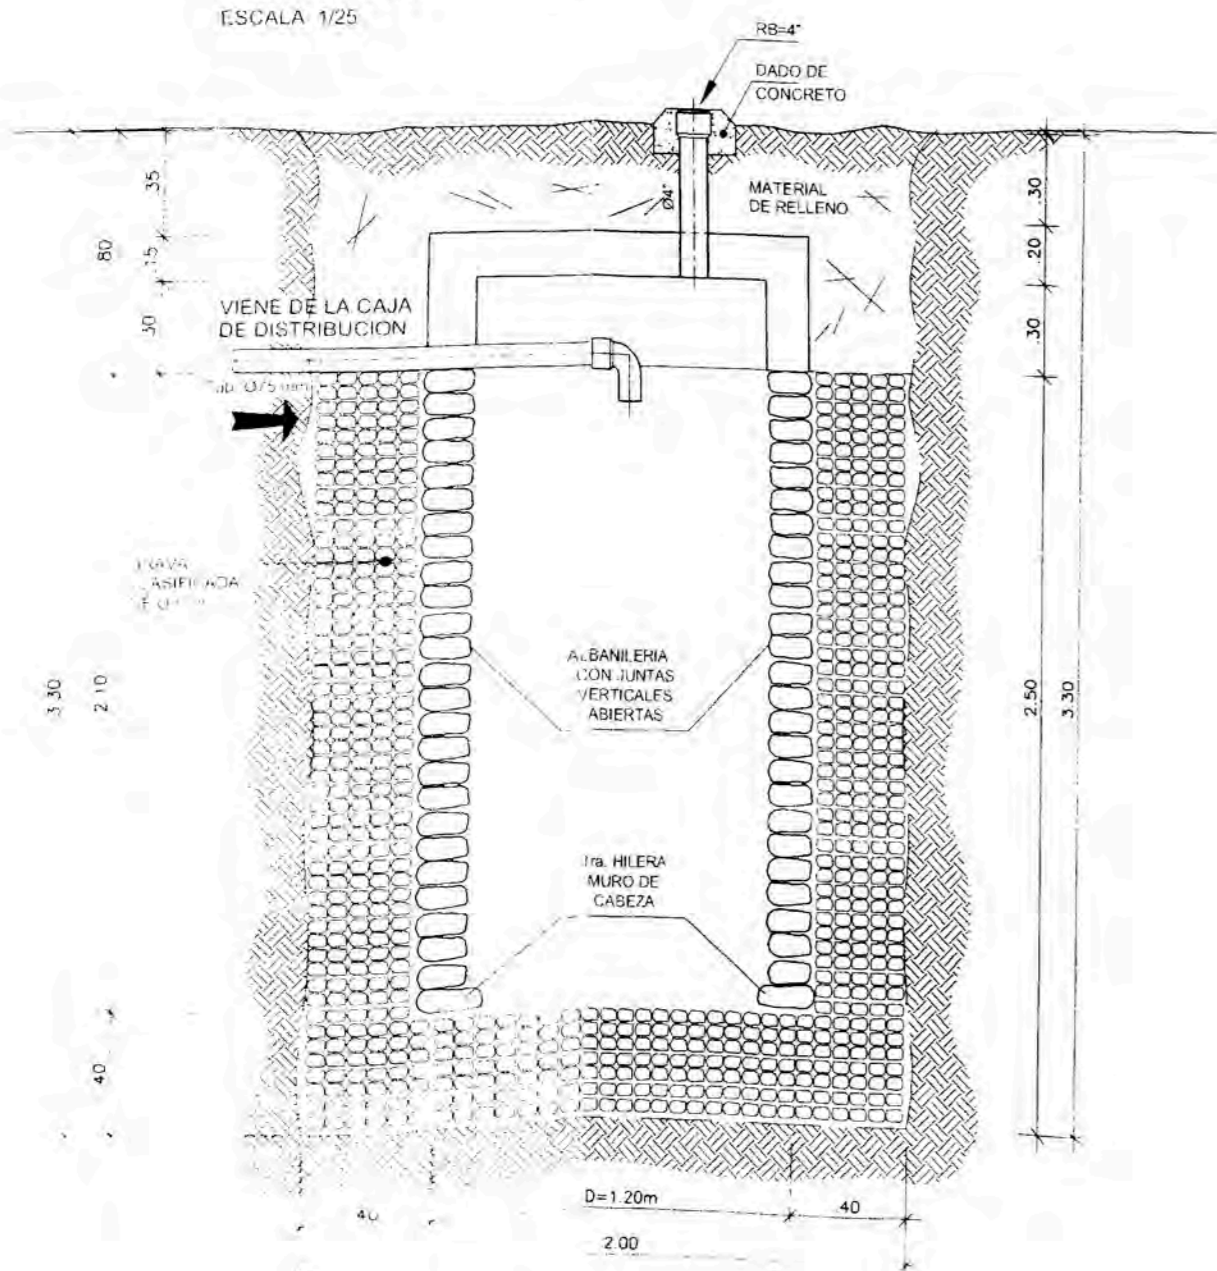 ESCALA 1/25
RB=4"
DADO DE
CONCRETO
Ø4"
MATERIAL
DE RELLENO
35
15
30
80
.30
.20
.30
VIENE DE LA CAJA
DE DISTRIBUCION
Ø75 mm
ALBANILERIA
CON JUNTAS
VERTICALES
ABIERTAS
3.30
2.10
2.50
3.30
1ra. HILERA
MURO DE
CABEZA
40
D=1.20m
40
40
2.00